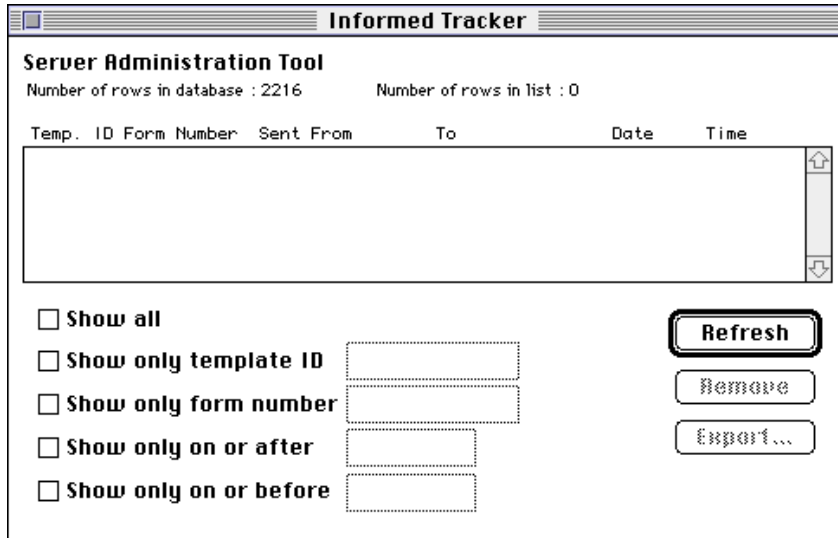 Informed Tracker
Server Administration Tool
Number of rows in database : 2216 Number of rows in list : 0
Temp. ID Form Number Sent From To Date Time
Show all
Show only template ID
Show only form number
Show only on or after
Show only on or before
Refresh
Remove
Export...